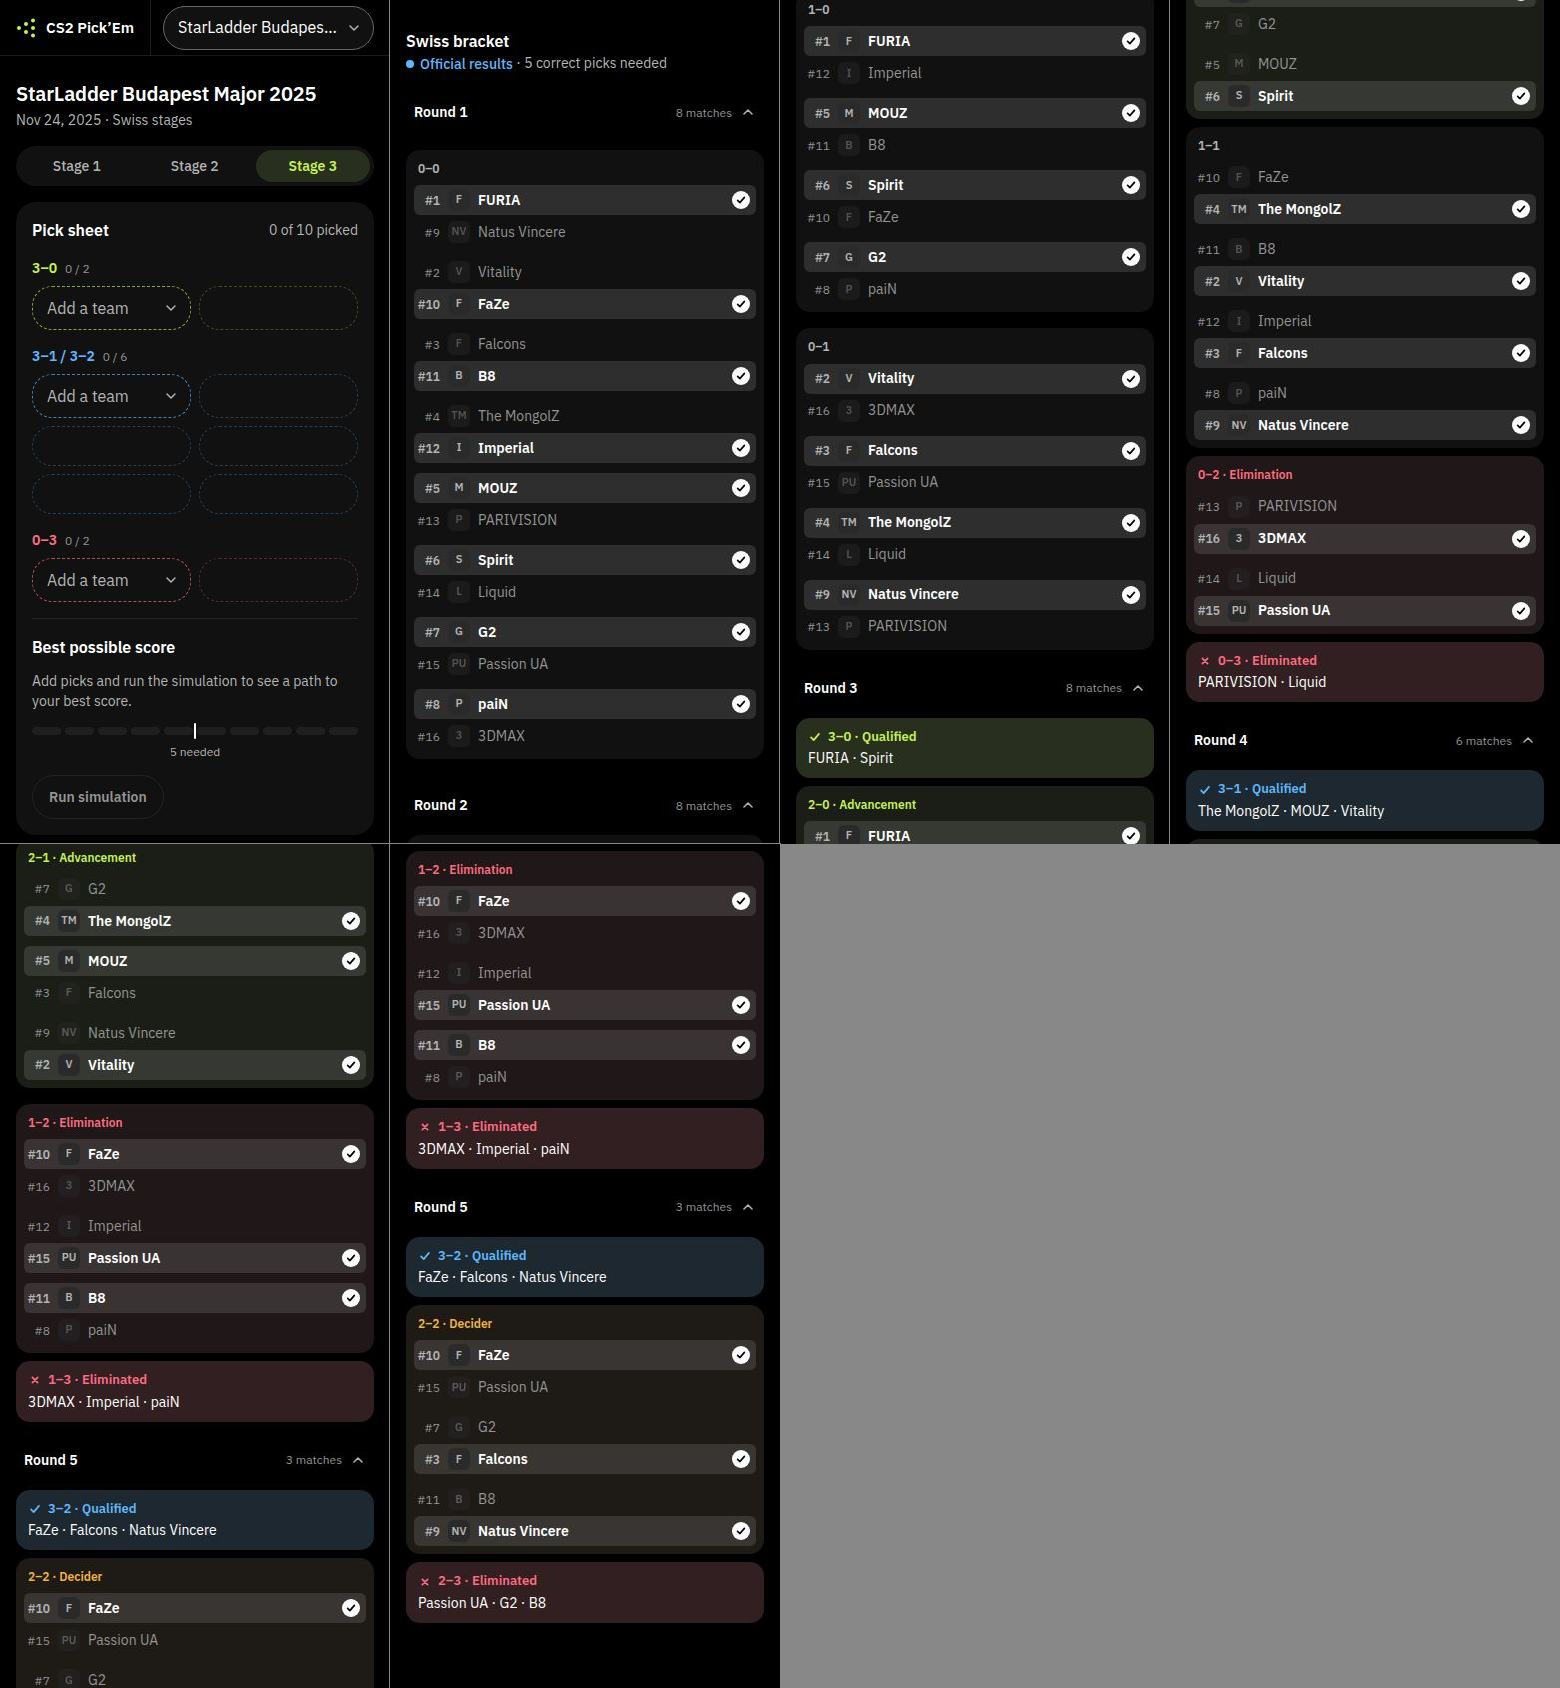 CS2 Pick'Em
StarLadder Budapes...
StarLadder Budapest Major 2025
Nov 24, 2025 · Swiss stages
Stage 1 Stage 2 Stage 3
Pick sheet 0 of 10 picked
3–0 0 / 2
Add a team
3–1 / 3–2 0 / 6
Add a team
0–3 0 / 2
Add a team
Best possible score
Add picks and run the simulation to see a path to
your best score.
5 needed
Run simulation
Swiss bracket
Official results · 5 correct picks needed
Round 1 8 matches
0–0
#1 F FURIA
#9 NV Natus Vincere
#2 V Vitality
#10 F FaZe
#3 F Falcons
#11 B B8
#4 TM The MongolZ
#12 I Imperial
#5 M MOUZ
#13 P PARIVISION
#6 S Spirit
#14 L Liquid
#7 G G2
#15 PU Passion UA
#8 P paiN
#16 3 3DMAX
Round 2 8 matches
1–0
#1 F FURIA
#12 I Imperial
#5 M MOUZ
#11 B B8
#6 S Spirit
#10 F FaZe
#7 G G2
#8 P paiN
0–1
#2 V Vitality
#16 3 3DMAX
#3 F Falcons
#15 PU Passion UA
#4 TM The MongolZ
#14 L Liquid
#9 NV Natus Vincere
#13 P PARIVISION
Round 3 8 matches
3–0 · Qualified
FURIA · Spirit
2–0 · Advancement
#1 F FURIA
#7 G G2
#5 M MOUZ
#6 S Spirit
1–1
#10 F FaZe
#4 TM The MongolZ
#11 B B8
#2 V Vitality
#12 I Imperial
#3 F Falcons
#8 P paiN
#9 NV Natus Vincere
0–2 · Elimination
#13 P PARIVISION
#16 3 3DMAX
#14 L Liquid
#15 PU Passion UA
0–3 · Eliminated
PARIVISION · Liquid
Round 4 6 matches
3–1 · Qualified
The MongolZ · MOUZ · Vitality
2–1 · Advancement
#7 G G2
#4 TM The MongolZ
#5 M MOUZ
#3 F Falcons
#9 NV Natus Vincere
#2 V Vitality
1–2 · Elimination
#10 F FaZe
#16 3 3DMAX
#12 I Imperial
#15 PU Passion UA
#11 B B8
#8 P paiN
1–3 · Eliminated
3DMAX · Imperial · paiN
Round 5 3 matches
3–2 · Qualified
FaZe · Falcons · Natus Vincere
2–2 · Decider
#10 F FaZe
#15 PU Passion UA
#7 G G2
1–2 · Elimination
#10 F FaZe
#16 3 3DMAX
#12 I Imperial
#15 PU Passion UA
#11 B B8
#8 P paiN
1–3 · Eliminated
3DMAX · Imperial · paiN
Round 5 3 matches
3–2 · Qualified
FaZe · Falcons · Natus Vincere
2–2 · Decider
#10 F FaZe
#15 PU Passion UA
#7 G G2
#3 F Falcons
#11 B B8
#9 NV Natus Vincere
2–3 · Eliminated
Passion UA · G2 · B8